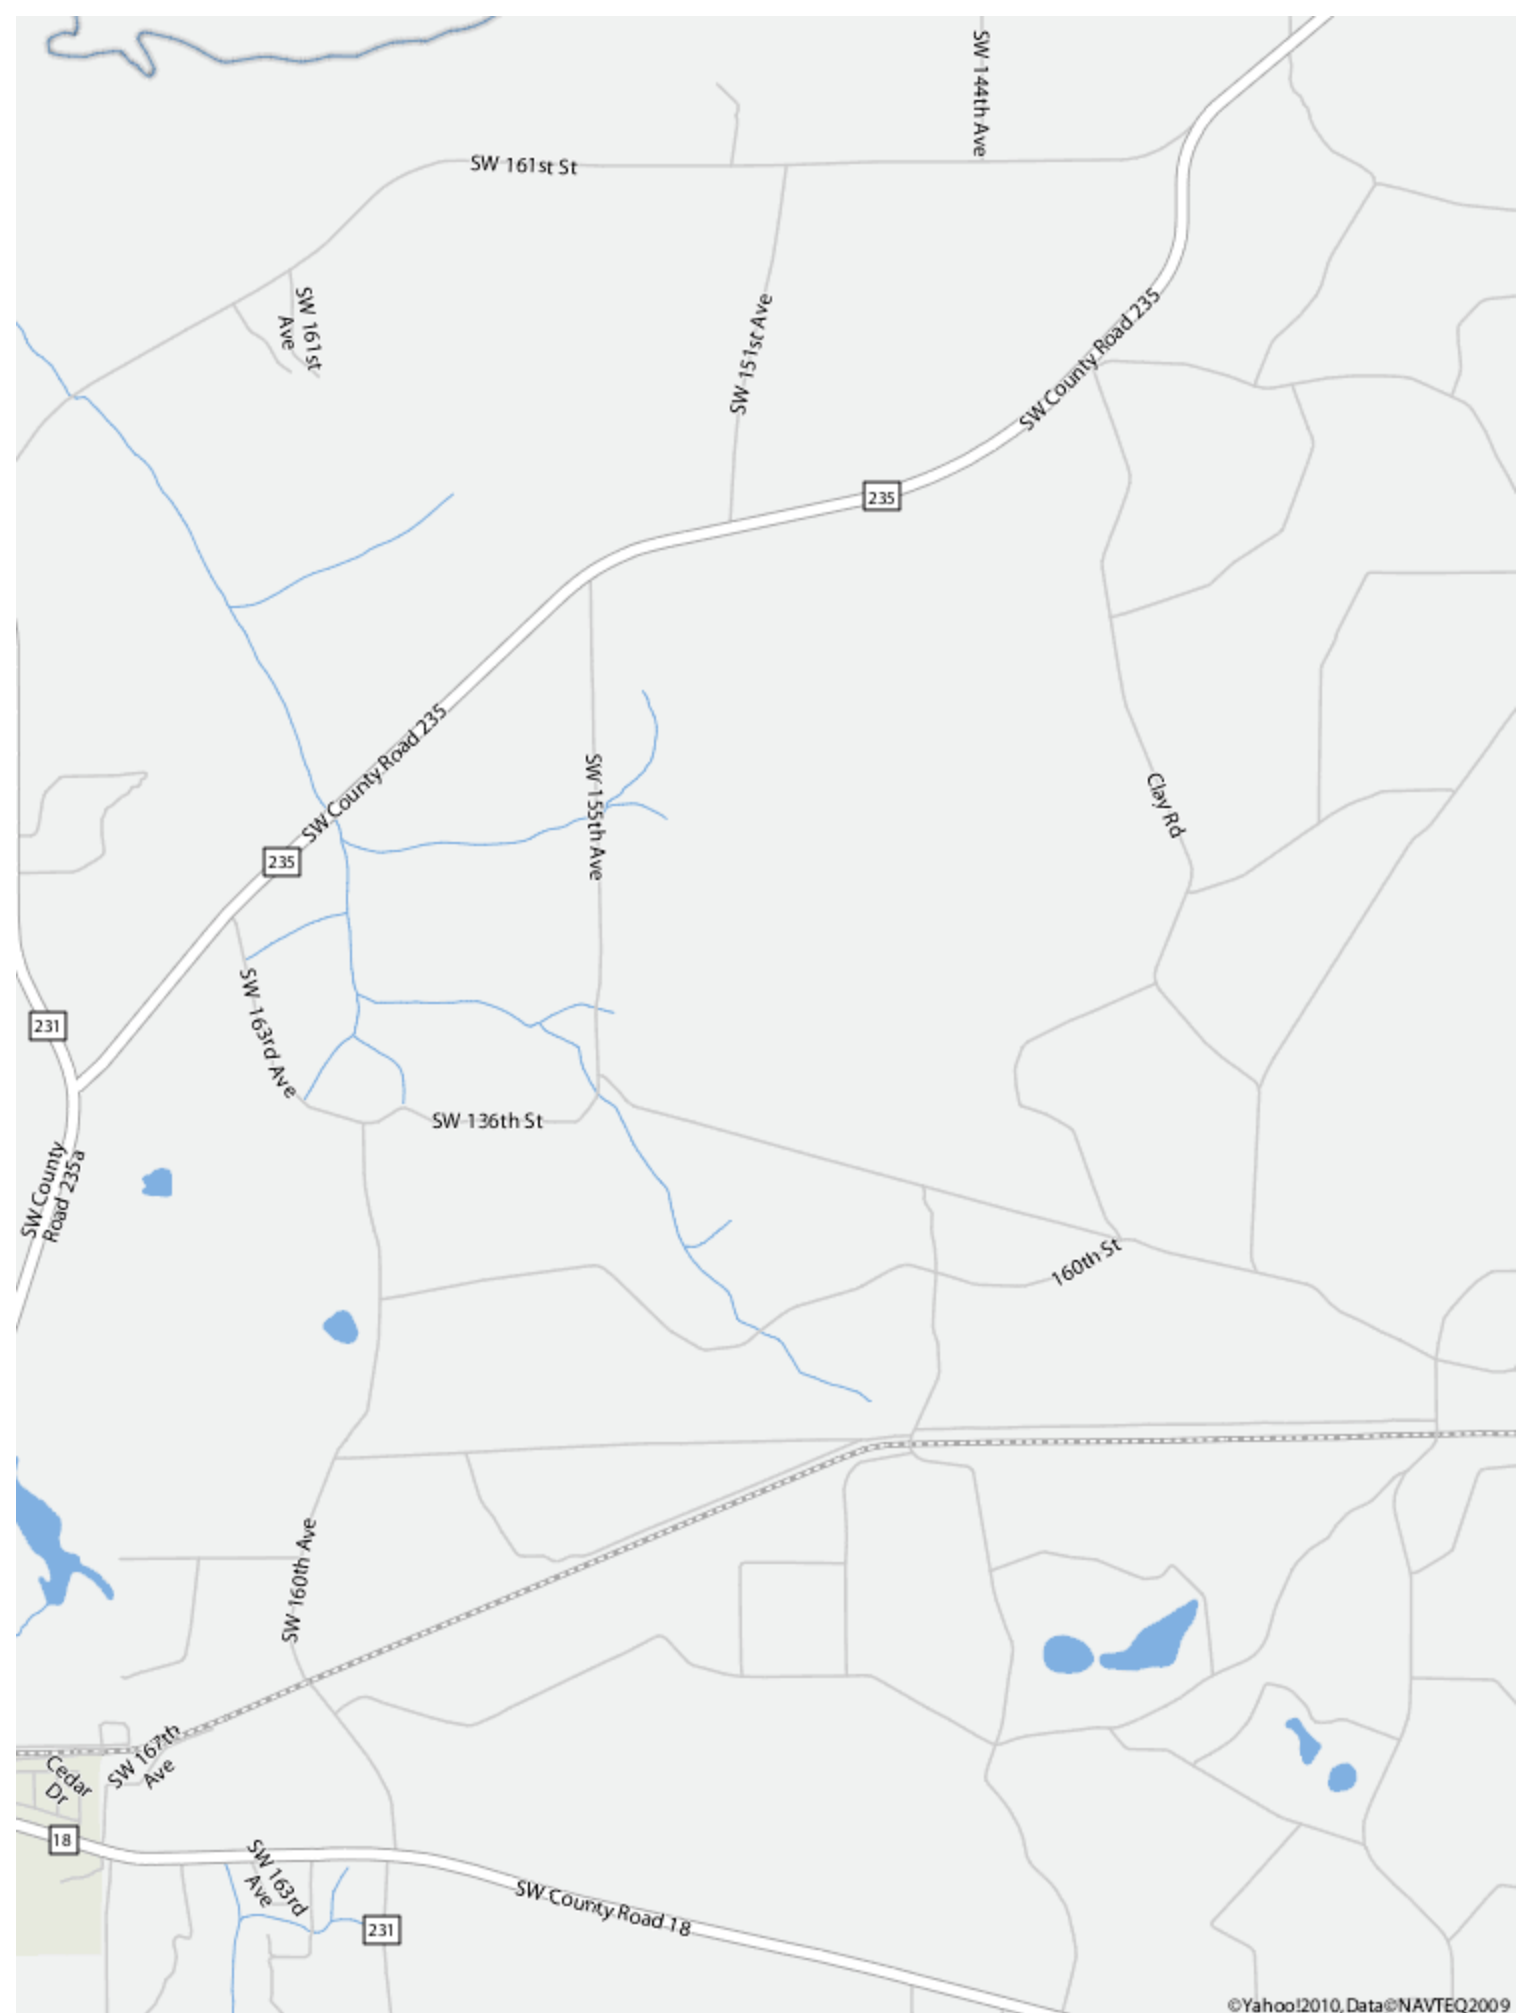 SW 144th Ave
SW 161st St
SW 161st
Ave
SW 151st Ave
SW County Road 235
235
SW County Road 235
SW 155th Ave
Clay Rd
235
SW 163rd Ave
231
SW 136th St
SW County
Road 235a
160th St
SW 160th Ave
SW 167th
Ave
Cedar
Dr
18
SW 163rd
Ave
SW County Road 18
231
©Yahoo!2010, Data©NAVTEQ2009